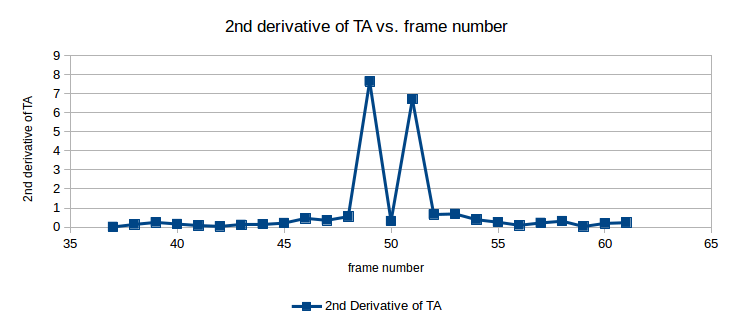 2nd derivative of TA vs. frame number
9
8
7
6
5
4
3
2
1
0
2nd derivative of TA
35 40 45 50 55 60 65
frame number
2nd Derivative of TA